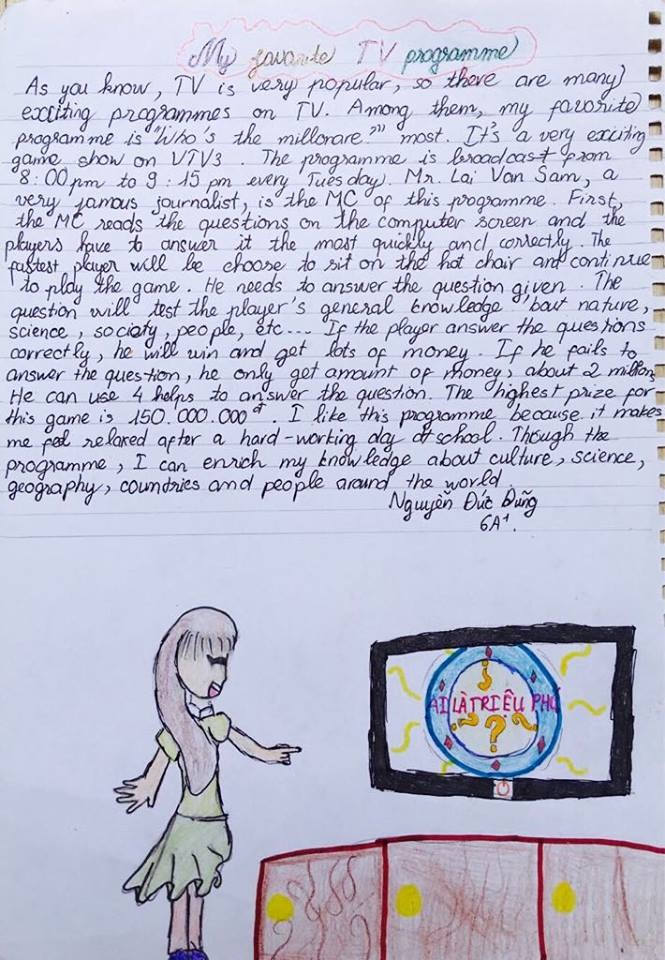 My favorite TV programme
As you know, TV is very popular, so there are many
exciting programmes on TV. Among them, my favorite
programme is "Who's the millorare?" most. It's a very exciting
game show on VTV3. The programme is broadcast from
8:00 pm to 9:15 pm every Tuesday. Mr. Lai Van Sam, a
very famous journalist, is the MC of this programme. First,
the MC reads the questions on the computer screen and the
players have to answer it the most quickly and correctly. The
fastest player will be choose to sit on the hot chair and continue
to play the game. He needs to answer the question given. The
question will test the player's general knowledge 'bout nature,
science, society, people, etc... If the player answer the questions
correctly, he will win and get lots of money. If he fails to
answer the question, he only get amount of money, about 2 millions
He can use 4 helps to answer the question. The highest prize for
this game is 150.000.000đ. I like this programme because it makes
me feel relaxed after a hard-working day at school. Though the
programme, I can enrich my knowledge about culture, science,
geography, coumdries and people around the world.
Nguyễn Đức Dũng
6A1.
AI LÀ TRIỆU PHÚ